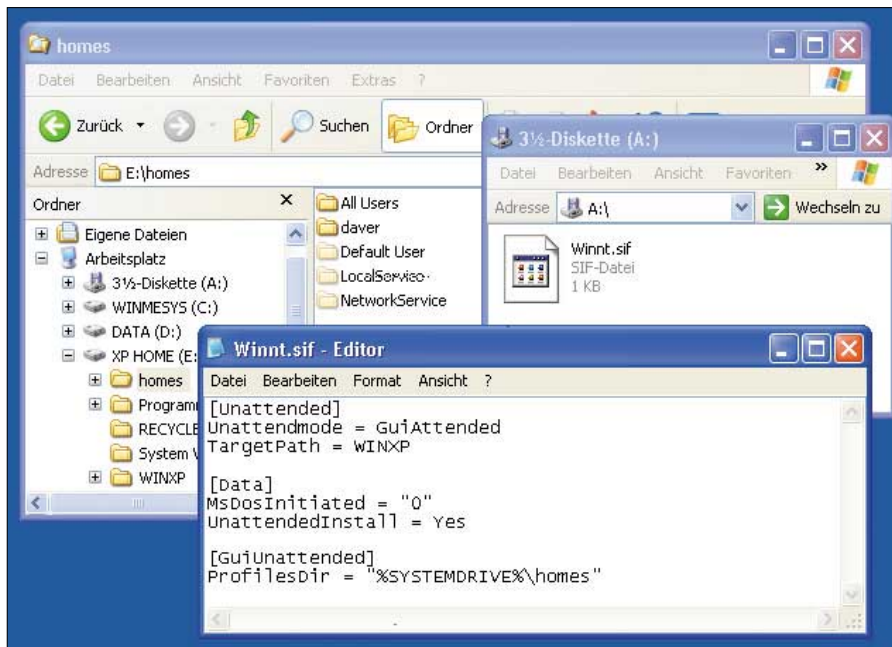 homes
Datei Bearbeiten Ansicht Favoriten Extras ?
Zurück Suchen Ordner
Adresse E:\homes
Ordner
Eigene Dateien
Arbeitsplatz
3½-Diskette (A:)
WINMESYS (C:)
DATA (D:)
XP HOME (E:
homes
Program
RECYCLE
System V
WINXP
All Users
daver
Default User
LocalService
NetworkService
3½-Diskette (A:)
Datei Bearbeiten Ansicht Favoriten »
Adresse A:\ Wechseln zu
Winnt.sif
SIF-Datei
1 KB
Winnt.sif - Editor
Datei Bearbeiten Format Ansicht ?
[Unattended]
Unattendmode = GuiAttended
TargetPath = WINXP
[Data]
MsDosInitiated = "0"
UnattendedInstall = Yes
[GuiUnattended]
ProfilesDir = "%SYSTEMDRIVE%\homes"